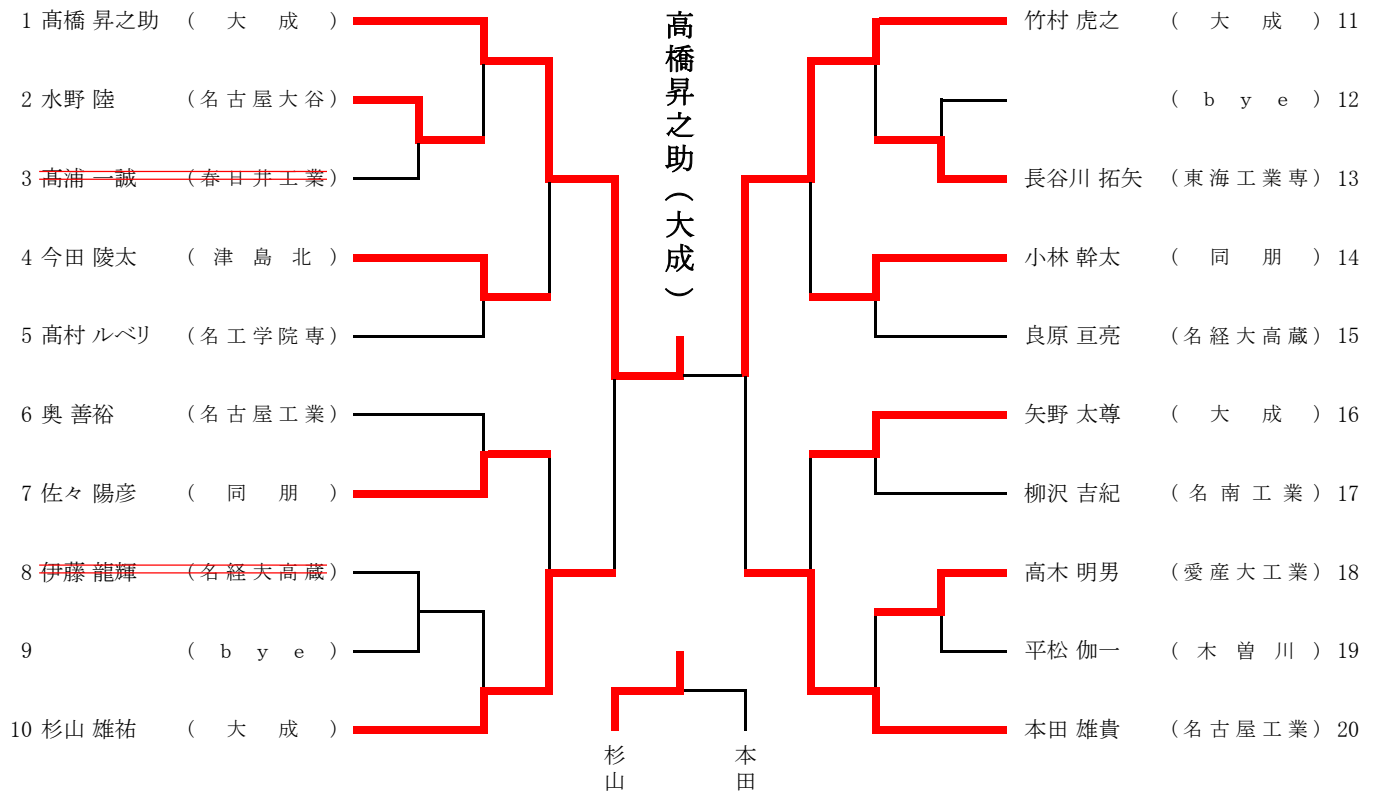 1 髙橋 昇之助 (大成)
2 水野 陸 (名古屋大谷)
3 髙浦 一誠 (春日井工業)
4 今田 陵太 (津島北)
5 髙村 ルベリ (名工学院専)
6 奥 善裕 (名古屋工業)
7 佐々 陽彦 (同朋)
8 伊藤 龍輝 (名経大高蔵)
9 (bye)
10 杉山 雄祐 (大成)
髙橋昇之助(大成)
杉山
本田
竹村 虎之 (大成) 11
(bye) 12
長谷川 拓矢 (東海工業専) 13
小林 幹太 (同朋) 14
良原 亘亮 (名経大高蔵) 15
矢野 太尊 (大成) 16
柳沢 吉紀 (名南工業) 17
高木 明男 (愛産大工業) 18
平松 伽一 (木曽川) 19
本田 雄貴 (名古屋工業) 20